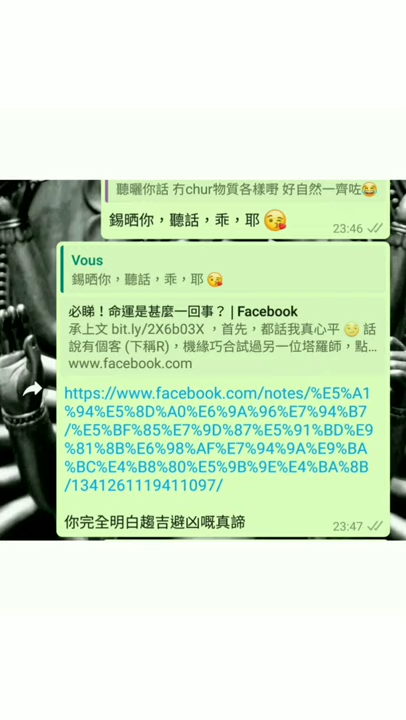 聽曬你話 冇chur物質各樣嘢 好自然一齊咗😂
錫晒你，聽話，乖，耶 😘
23:46
Vous
錫晒你，聽話，乖，耶 😘
必睇！命運是甚麼一回事？ | Facebook
承上文 bit.ly/2X6b03X ，首先，都話我真心平 😌 話
說有個客 (下稱R)，機緣巧合試過另一位塔羅師，點...
www.facebook.com
https://www.facebook.com/notes/%E5%A1
%94%E5%8D%A0%E6%9A%96%E7%94%B7
/%E5%BF%85%E7%9D%87%E5%91%BD%E9
%81%8B%E6%98%AF%E7%94%9A%E9%BA
%BC%E4%B8%80%E5%9B%9E%E4%BA%8B
/1341261119411097/
你完全明白趨吉避凶嘅真諦
23:47